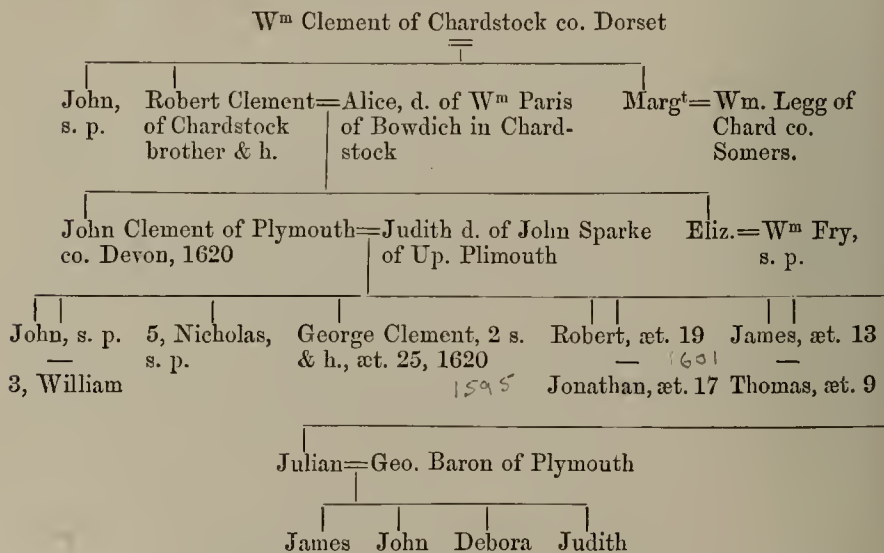 Wm Clement of Chardstock co. Dorset
John, s. p.
Robert Clement=Alice, d. of Wm Paris
of Chardstock of Bowdich in Chard-
brother & h. stock
Margt=Wm. Legg of
Chard co.
Somers.
John Clement of Plymouth=Judith d. of John Sparke
co. Devon, 1620 of Up. Plimouth
Eliz.=Wm Fry,
s. p.
John, s. p.
—
3, William
5, Nicholas,
s. p.
George Clement, 2 s.
& h., æt. 25, 1620
1595
Robert, æt. 19
— 1601
Jonathan, æt. 17
James, æt. 13
—
Thomas, æt. 9
Julian=Geo. Baron of Plymouth
James John Debora Judith